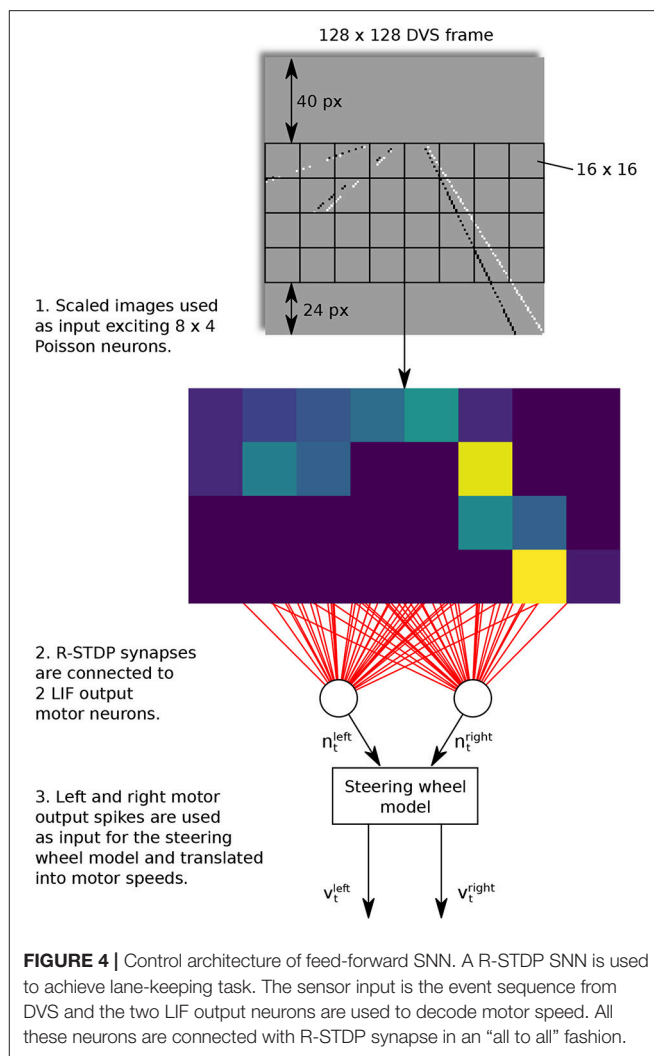 128 x 128 DVS frame
40 px
16 x 16
24 px
1. Scaled images used
as input exciting 8 x 4
Poisson neurons.
2. R-STDP synapses
are connected to
2 LIF output
motor neurons.
n_t^left
n_t^right
Steering wheel
model
3. Left and right motor
output spikes are used
as input for the steering
wheel model and translated
into motor speeds.
v_t^left
v_t^right
FIGURE 4 | Control architecture of feed-forward SNN. A R-STDP SNN is used
to achieve lane-keeping task. The sensor input is the event sequence from
DVS and the two LIF output neurons are used to decode motor speed. All
these neurons are connected with R-STDP synapse in an “all to all” fashion.